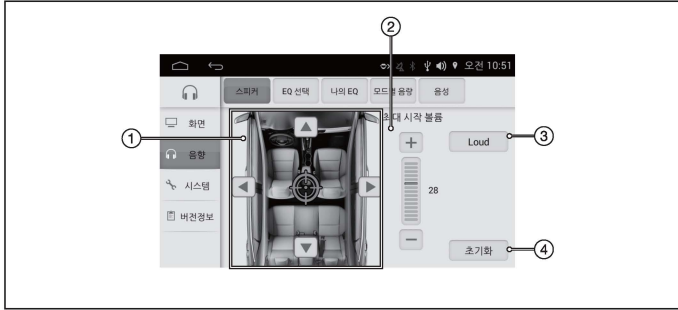 ②
오전 10:51
스피커 EQ 선택 나의 EQ 모드별 음량 음성
화면
음향
시스템
버전정보
①
최대 시작 볼륨
+
28
−
Loud
③
초기화
④